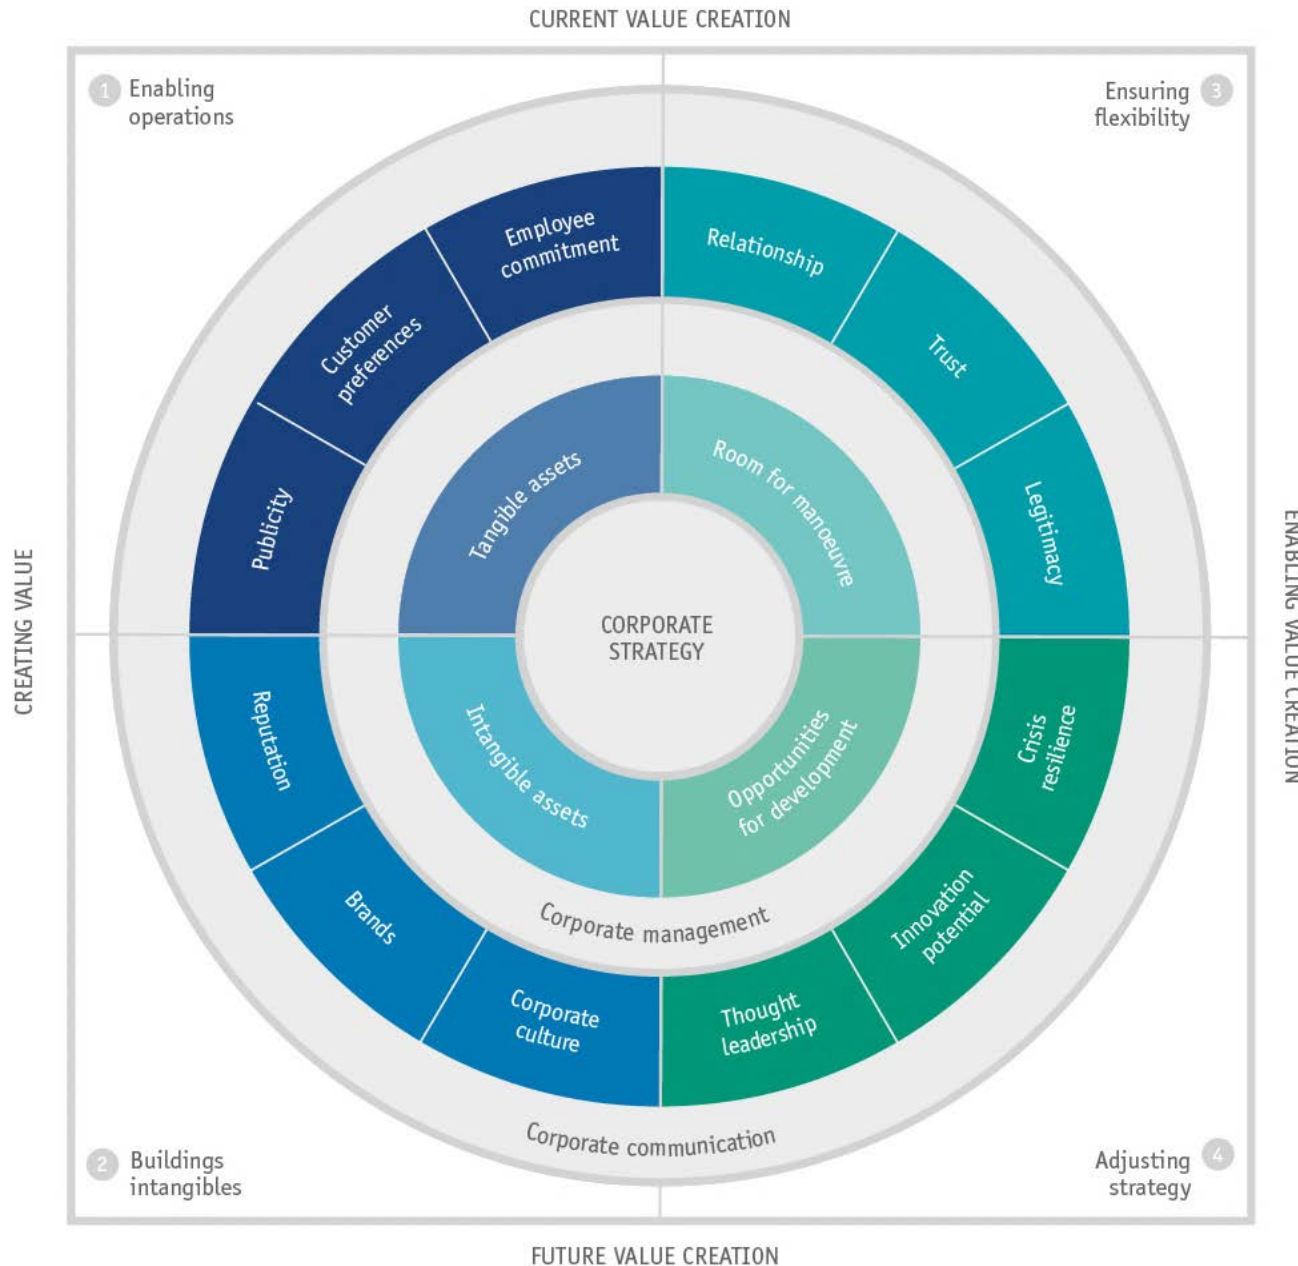 CURRENT VALUE CREATION
1 Enabling
operations
Ensuring 3
flexibility
Employee
commitment
Relationship
Customer
preferences
Trust
Publicity
Legitimacy
Tangible assets
Room for manoeuvre
CREATING VALUE
CORPORATE
STRATEGY
ENABLING VALUE CREATION
Reputation
Intangible assets
Opportunities
for development
Crisis
resilience
Brands
Corporate management
Innovation
potential
Corporate
culture
Thought
leadership
Corporate communication
2 Buildings
intangibles
Adjusting 4
strategy
FUTURE VALUE CREATION